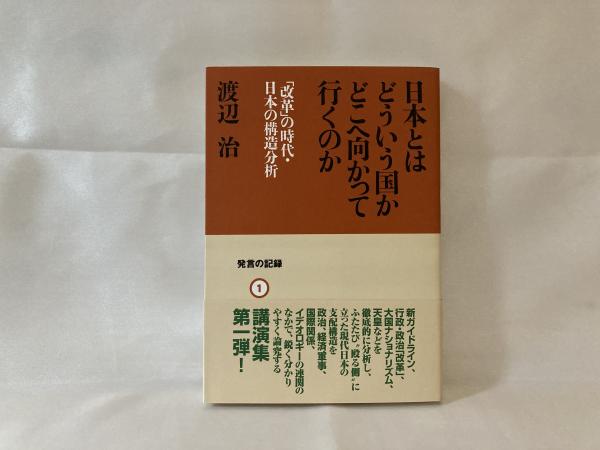 日本とは
どういう国か
どこへ向かって
行くのか
「改革」の時代・
日本の構造分析
渡辺 治
発言の記録
1
新ガイドライン、
行政・政治「改革」、
大国ナショナリズム、
天皇などを
徹底的に分析し、
ふたたび〝殴る側〟に
立った現代日本の
支配構造を
政治、経済、軍事、
国際関係、
イデオロギーの連関の
なかで、鋭く分かり
やすく論究する
講演集
第一弾!